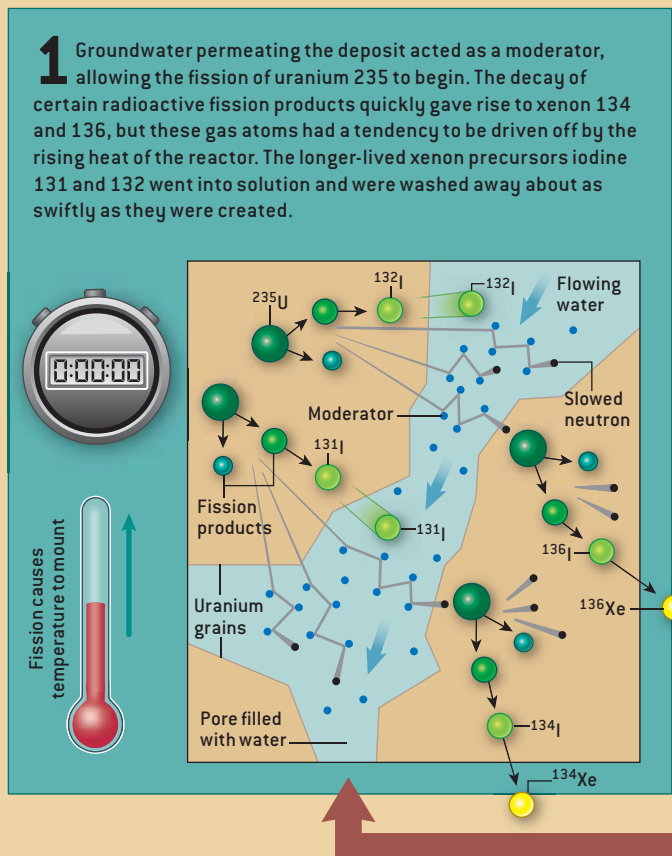 1 Groundwater permeating the deposit acted as a moderator,
allowing the fission of uranium 235 to begin. The decay of
certain radioactive fission products quickly gave rise to xenon 134
and 136, but these gas atoms had a tendency to be driven off by the
rising heat of the reactor. The longer-lived xenon precursors iodine
131 and 132 went into solution and were washed away about as
swiftly as they were created.
235U
132I
132I
Flowing
water
0:00:00
Moderator
Slowed
neutron
131I
Fission
products
131I
136I
136Xe
Fission causes
temperature to mount
Uranium
grains
Pore filled
with water
134I
134Xe